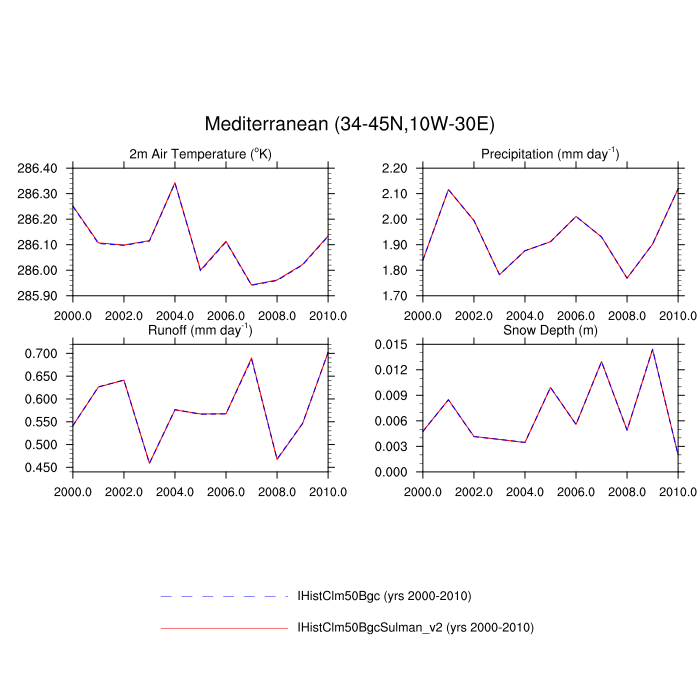 Mediterranean (34-45N,10W-30E)
2m Air Temperature (°K)
286.40
286.30
286.20
286.10
286.00
285.90
2000.0 2002.0 2004.0 2006.0 2008.0 2010.0
Precipitation (mm day⁻¹)
2.20
2.10
2.00
1.90
1.80
1.70
2000.0 2002.0 2004.0 2006.0 2008.0 2010.0
Runoff (mm day⁻¹)
0.700
0.650
0.600
0.550
0.500
0.450
2000.0 2002.0 2004.0 2006.0 2008.0 2010.0
Snow Depth (m)
0.015
0.012
0.009
0.006
0.003
0.000
2000.0 2002.0 2004.0 2006.0 2008.0 2010.0
IHistClm50Bgc (yrs 2000-2010)
IHistClm50BgcSulman_v2 (yrs 2000-2010)